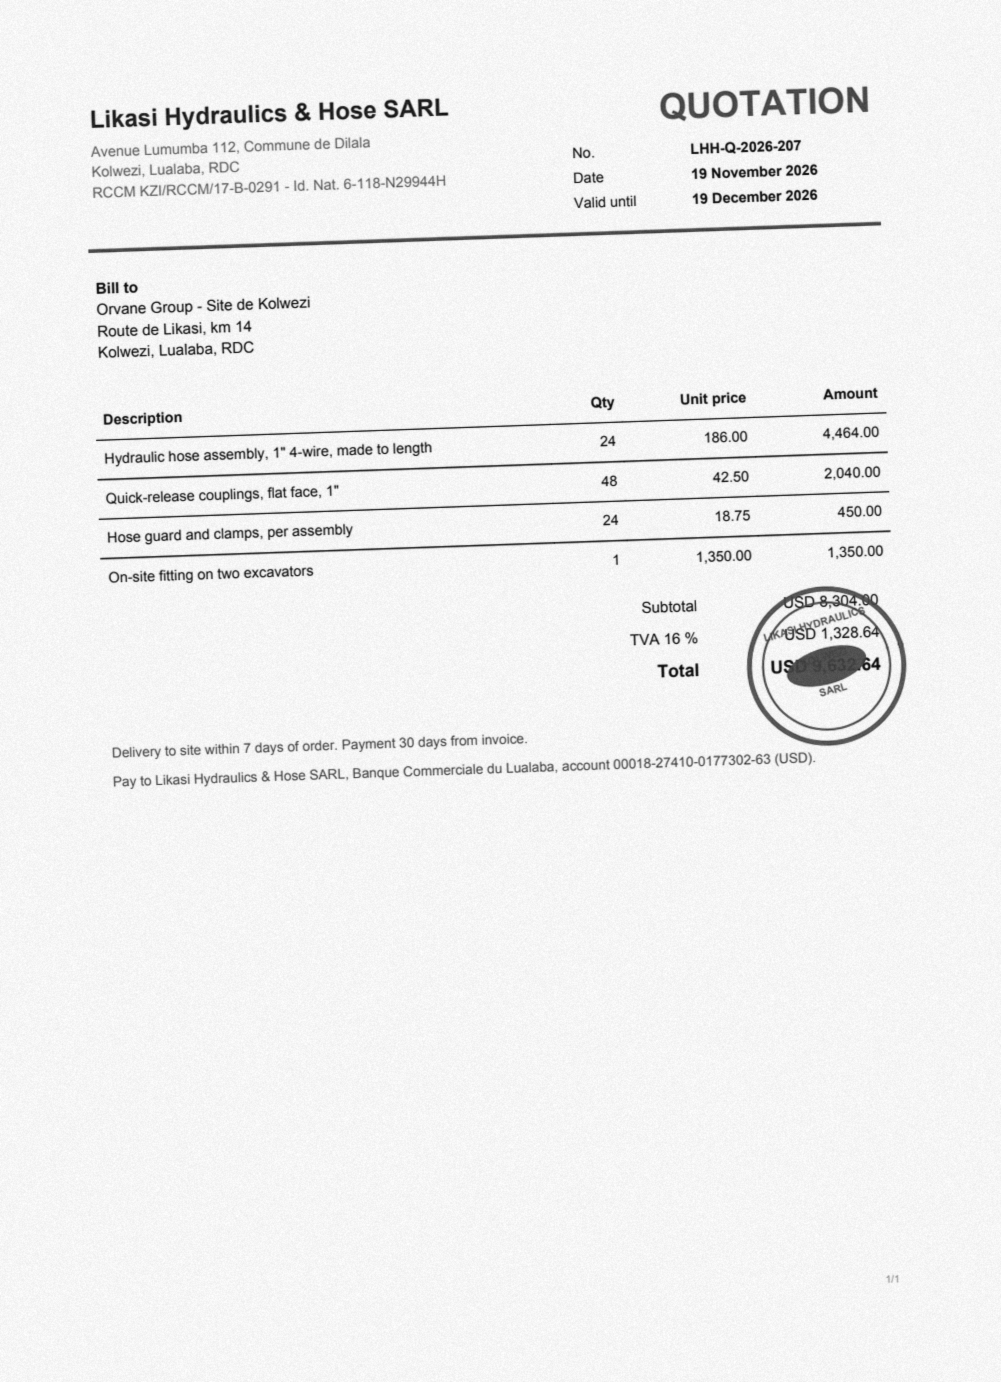 Likasi Hydraulics & Hose SARL
Avenue Lumumba 112, Commune de Dilala
Kolwezi, Lualaba, RDC
RCCM KZI/RCCM/17-B-0291 - Id. Nat. 6-118-N29944H
QUOTATION
No. LHH-Q-2026-207
Date 19 November 2026
Valid until 19 December 2026
Bill to
Orvane Group - Site de Kolwezi
Route de Likasi, km 14
Kolwezi, Lualaba, RDC
Description Qty Unit price Amount
Hydraulic hose assembly, 1" 4-wire, made to length 24 186.00 4,464.00
Quick-release couplings, flat face, 1" 48 42.50 2,040.00
Hose guard and clamps, per assembly 24 18.75 450.00
On-site fitting on two excavators 1 1,350.00 1,350.00
Subtotal USD 8,304.00
TVA 16 % USD 1,328.64
Total USD 9,632.64
LIKASI HYDRAULICS
SARL
Delivery to site within 7 days of order. Payment 30 days from invoice.
Pay to Likasi Hydraulics & Hose SARL, Banque Commerciale du Lualaba, account 00018-27410-0177302-63 (USD).
1/1